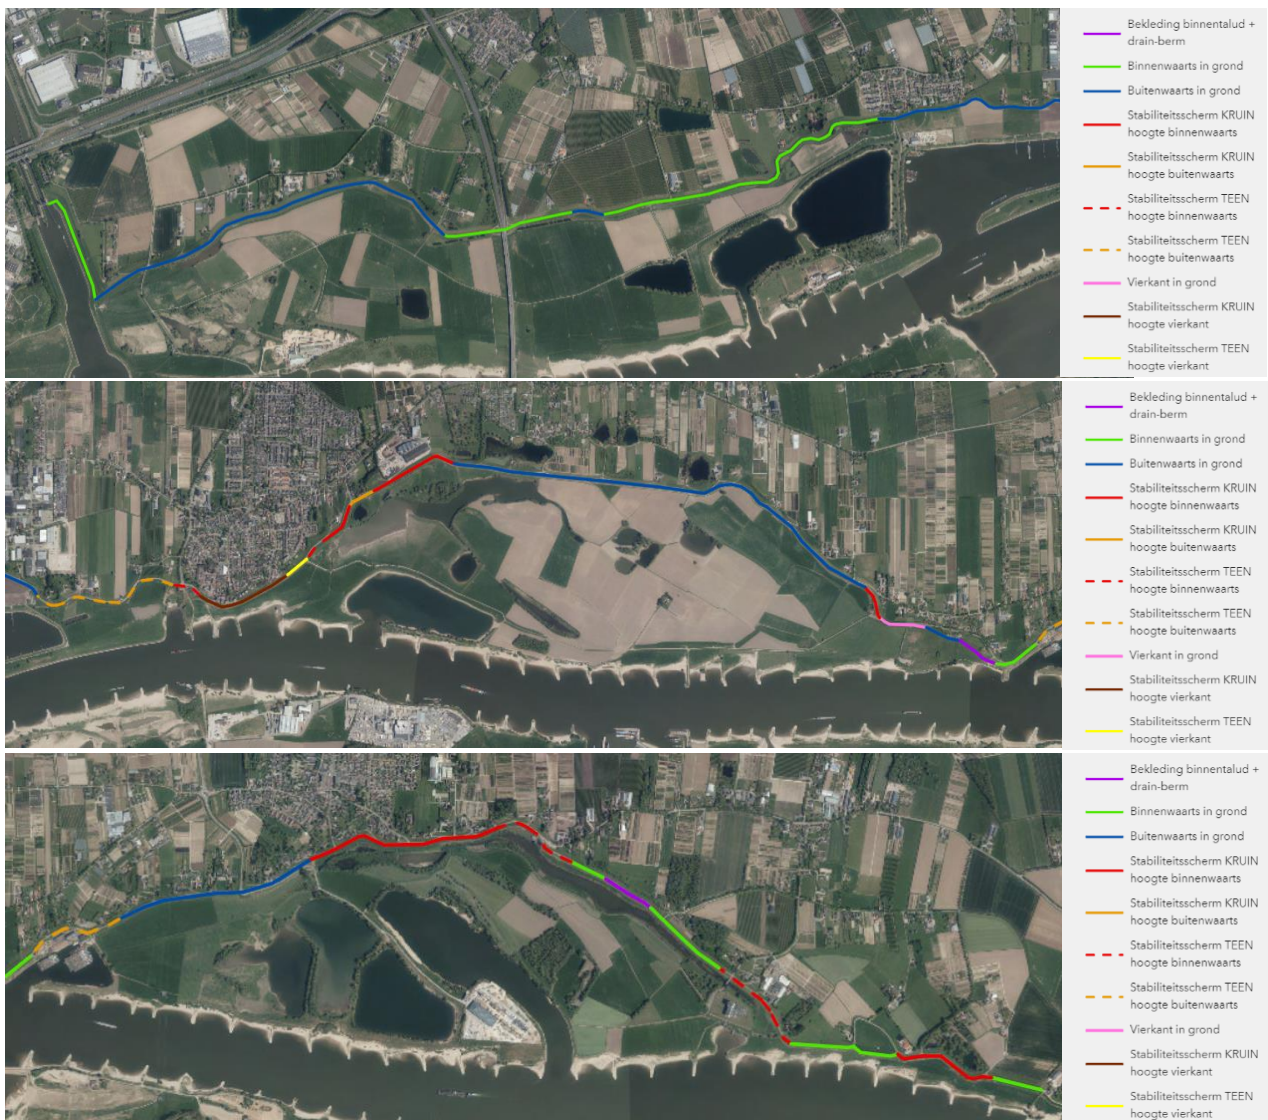 Bekleding binnentalud +
drain-berm
Binnenwaarts in grond
Buitenwaarts in grond
Stabiliteitsscherm KRUIN
hoogte binnenwaarts
Stabiliteitsscherm KRUIN
hoogte buitenwaarts
Stabiliteitsscherm TEEN
hoogte binnenwaarts
Stabiliteitsscherm TEEN
hoogte buitenwaarts
Vierkant in grond
Stabiliteitsscherm KRUIN
hoogte vierkant
Stabiliteitsscherm TEEN
hoogte vierkant
Bekleding binnentalud +
drain-berm
Binnenwaarts in grond
Buitenwaarts in grond
Stabiliteitsscherm KRUIN
hoogte binnenwaarts
Stabiliteitsscherm KRUIN
hoogte buitenwaarts
Stabiliteitsscherm TEEN
hoogte binnenwaarts
Stabiliteitsscherm TEEN
hoogte buitenwaarts
Vierkant in grond
Stabiliteitsscherm KRUIN
hoogte vierkant
Stabiliteitsscherm TEEN
hoogte vierkant
Bekleding binnentalud +
drain-berm
Binnenwaarts in grond
Buitenwaarts in grond
Stabiliteitsscherm KRUIN
hoogte binnenwaarts
Stabiliteitsscherm KRUIN
hoogte buitenwaarts
Stabiliteitsscherm TEEN
hoogte binnenwaarts
Stabiliteitsscherm TEEN
hoogte buitenwaarts
Vierkant in grond
Stabiliteitsscherm KRUIN
hoogte vierkant
Stabiliteitsscherm TEEN
hoogte vierkant